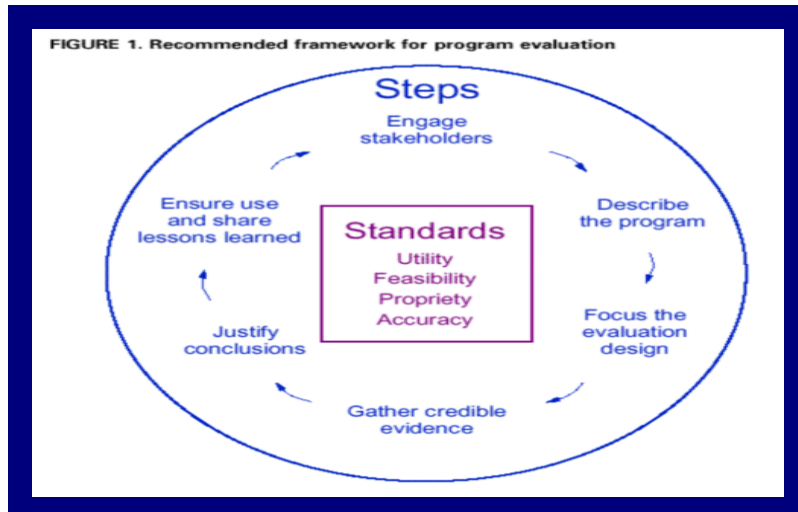 FIGURE 1. Recommended framework for program evaluation
Steps
Engage
stakeholders
Describe
the program
Focus the
evaluation
design
Gather credible
evidence
Justify
conclusions
Ensure use
and share
lessons learned
Standards
Utility
Feasibility
Propriety
Accuracy